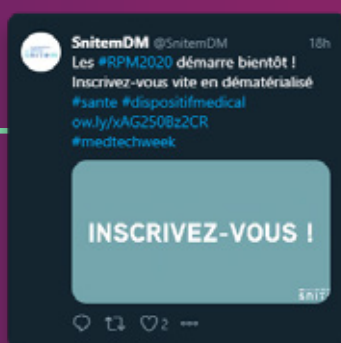 SnitemDM @SnitemDM 18h
Les #RPM2020 démarre bientôt !
Inscrivez-vous vite en dématérialisé
#sante #dispositifmedical
ow.ly/xAG250Bz2CR
#medtechweek
INSCRIVEZ-VOUS !
2